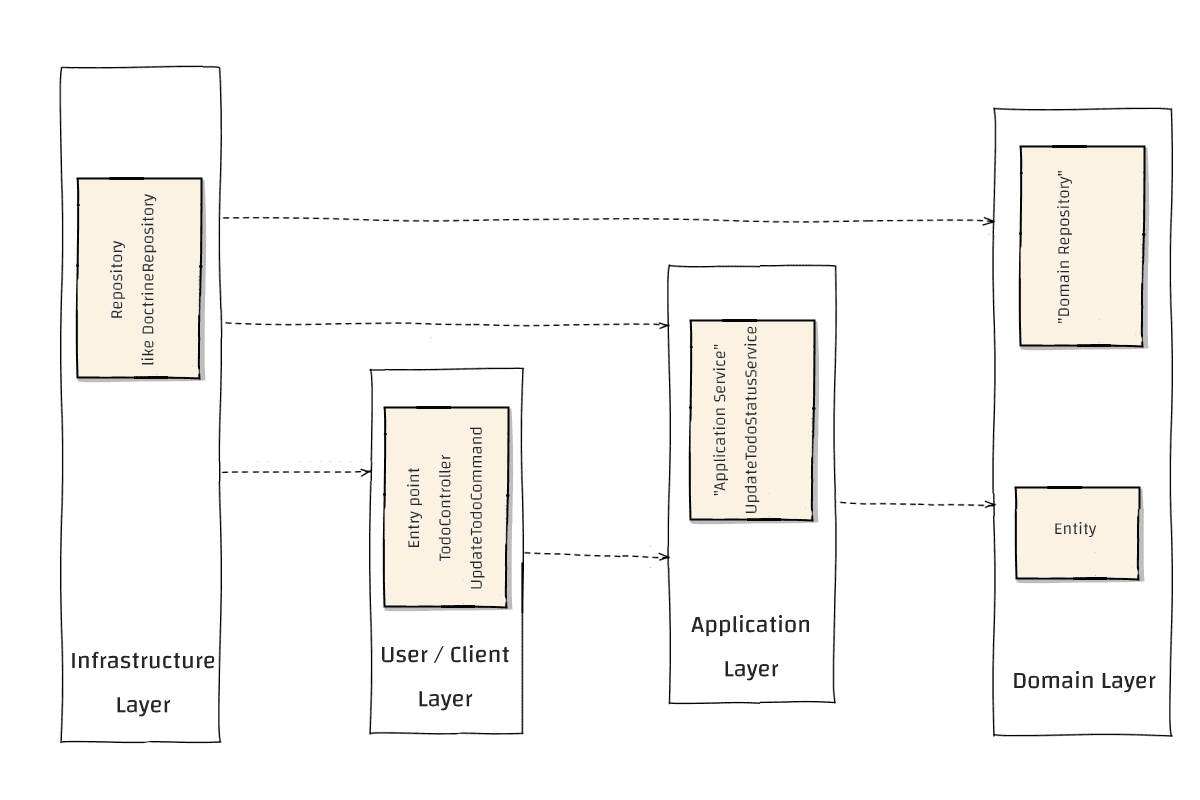 Repository
like DoctrineRepository
Infrastructure
Layer
Entry point
TodoController
UpdateTodoCommand
User / Client
Layer
"Application Service"
UpdateTodoStatusService
Application
Layer
"Domain Repository"
Entity
Domain Layer